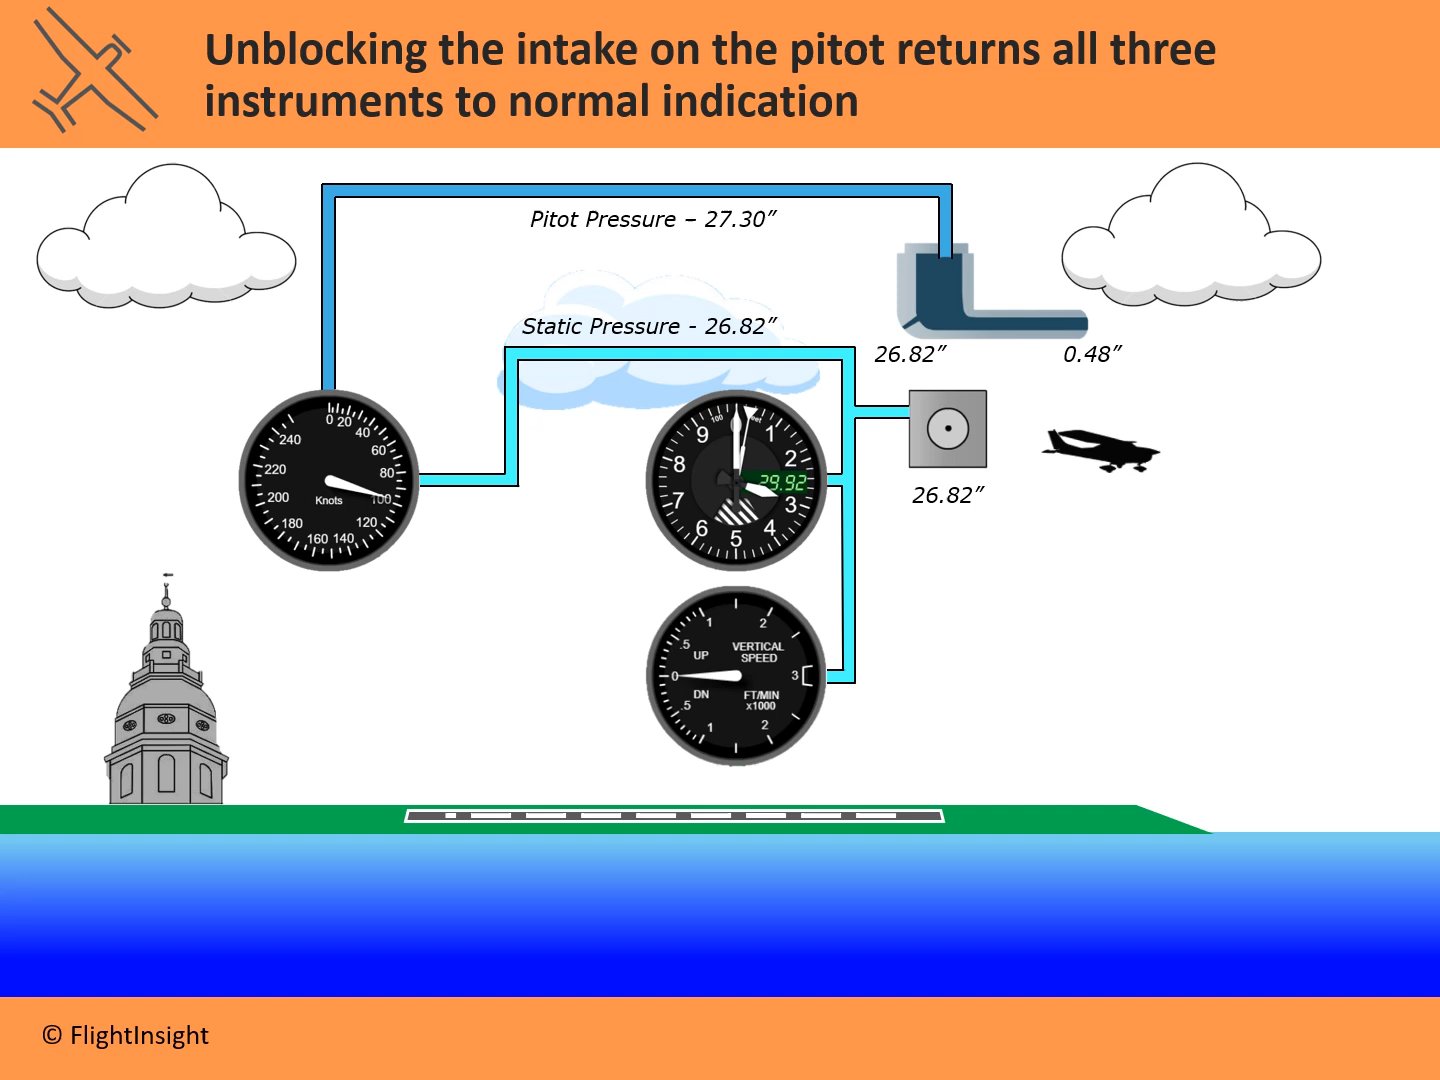 Unblocking the intake on the pitot returns all three
instruments to normal indication
Pitot Pressure – 27.30”
Static Pressure - 26.82”
26.82”
0.48”
26.82”
0
20
40
60
80
100
120
140
160
180
200
220
240
Knots
100
1
2
3
4
5
6
7
8
9
29.92
1
2
.5
UP
VERTICAL
SPEED
0
3
DN
FT/MIN
.5
x1000
1
2
© FlightInsight